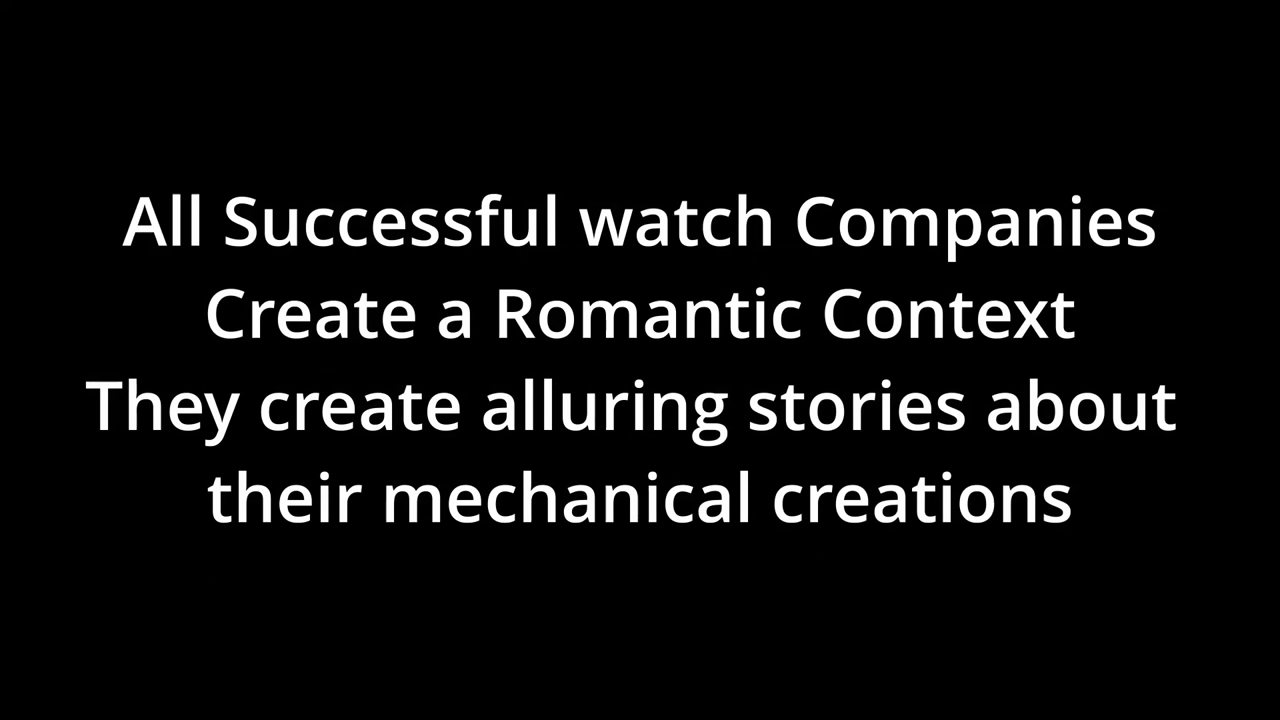 All Successful watch Companies
Create a Romantic Context
They create alluring stories about
their mechanical creations